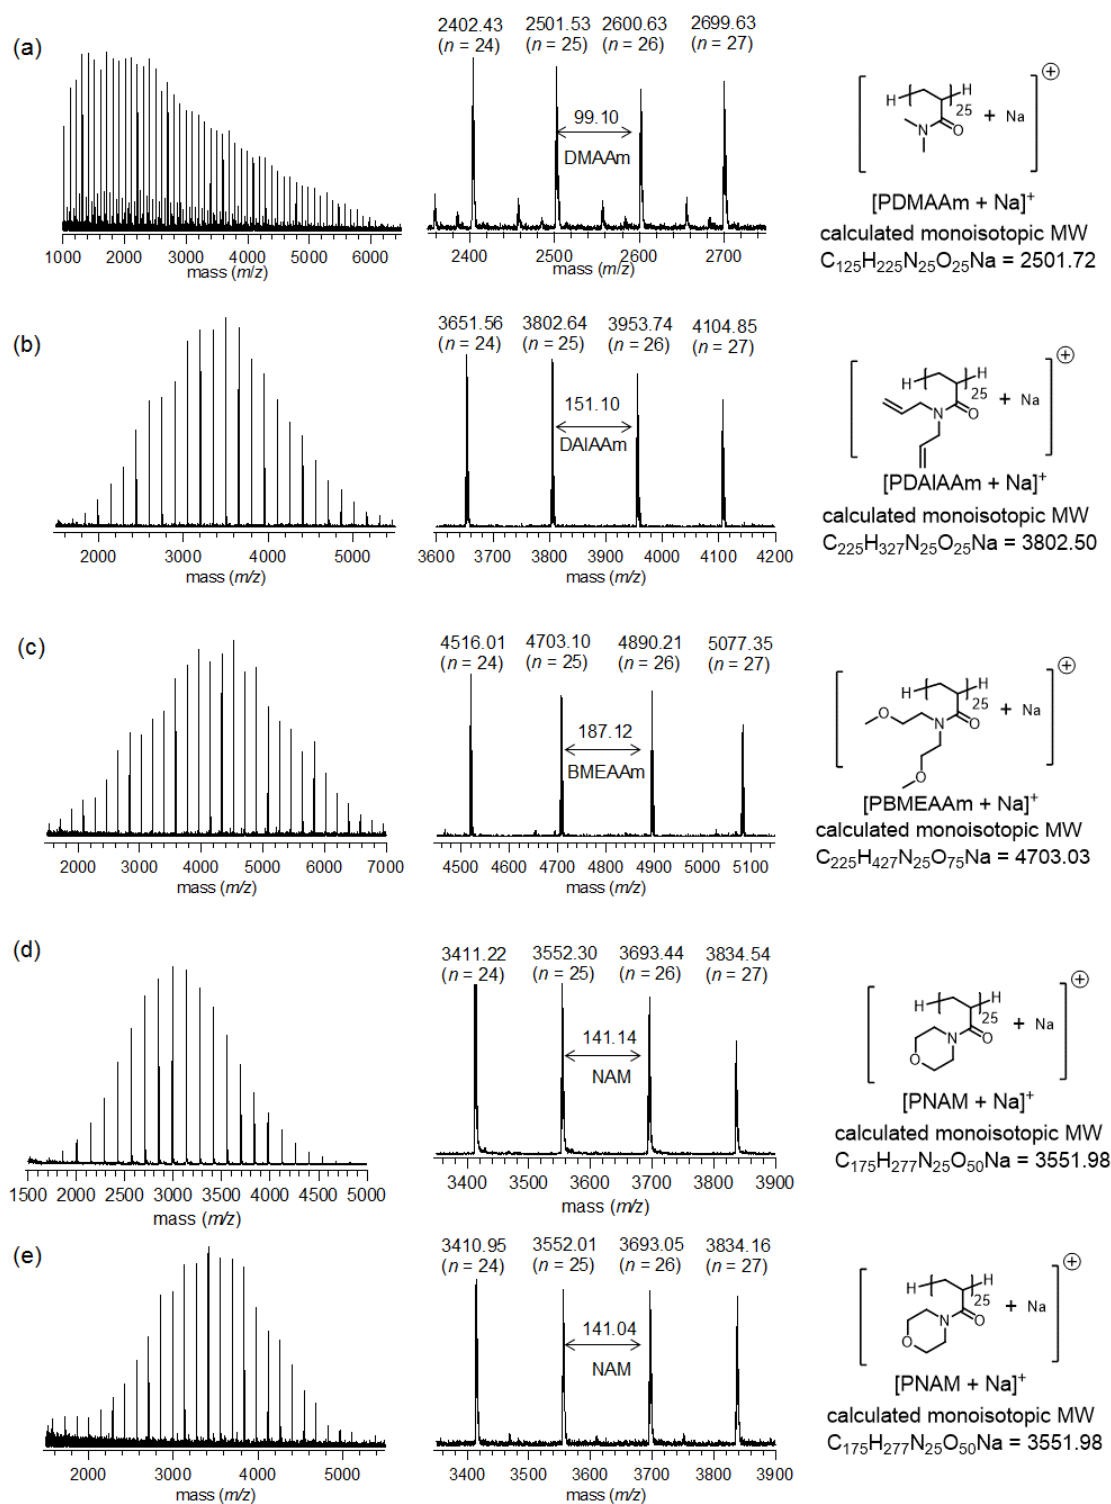 (a)
2402.43 2501.53 2600.63 2699.63
(n = 24) (n = 25) (n = 26) (n = 27)
99.10
DMAAm
1000 2000 3000 4000 5000 6000
mass (m/z)
2400 2500 2600 2700
mass (m/z)
H H
25
N O
+ Na
⊕
[PDMAAm + Na]⁺
calculated monoisotopic MW
C₁₂₅H₂₂₅N₂₅O₂₅Na = 2501.72
(b)
3651.56 3802.64 3953.74 4104.85
(n = 24) (n = 25) (n = 26) (n = 27)
151.10
DAIAAm
2000 3000 4000 5000
mass (m/z)
3600 3700 3800 3900 4000 4100 4200
mass (m/z)
H H
25
N O
+ Na
⊕
[PDAIAAm + Na]⁺
calculated monoisotopic MW
C₂₂₅H₃₂₇N₂₅O₂₅Na = 3802.50
(c)
4516.01 4703.10 4890.21 5077.35
(n = 24) (n = 25) (n = 26) (n = 27)
187.12
BMEAAm
2000 3000 4000 5000 6000 7000
mass (m/z)
4500 4600 4700 4800 4900 5000 5100
mass (m/z)
H H
25
O N O
O
+ Na
⊕
[PBMEAAm + Na]⁺
calculated monoisotopic MW
C₂₂₅H₄₂₇N₂₅O₇₅Na = 4703.03
(d)
3411.22 3552.30 3693.44 3834.54
(n = 24) (n = 25) (n = 26) (n = 27)
141.14
NAM
1500 2000 2500 3000 3500 4000 4500 5000
mass (m/z)
3400 3500 3600 3700 3800 3900
mass (m/z)
H H
25
N O
O
+ Na
⊕
[PNAM + Na]⁺
calculated monoisotopic MW
C₁₇₅H₂₇₇N₂₅O₅₀Na = 3551.98
(e)
3410.95 3552.01 3693.05 3834.16
(n = 24) (n = 25) (n = 26) (n = 27)
141.04
NAM
2000 3000 4000 5000
mass (m/z)
3400 3500 3600 3700 3800 3900
mass (m/z)
H H
25
N O
O
+ Na
⊕
[PNAM + Na]⁺
calculated monoisotopic MW
C₁₇₅H₂₇₇N₂₅O₅₀Na = 3551.98